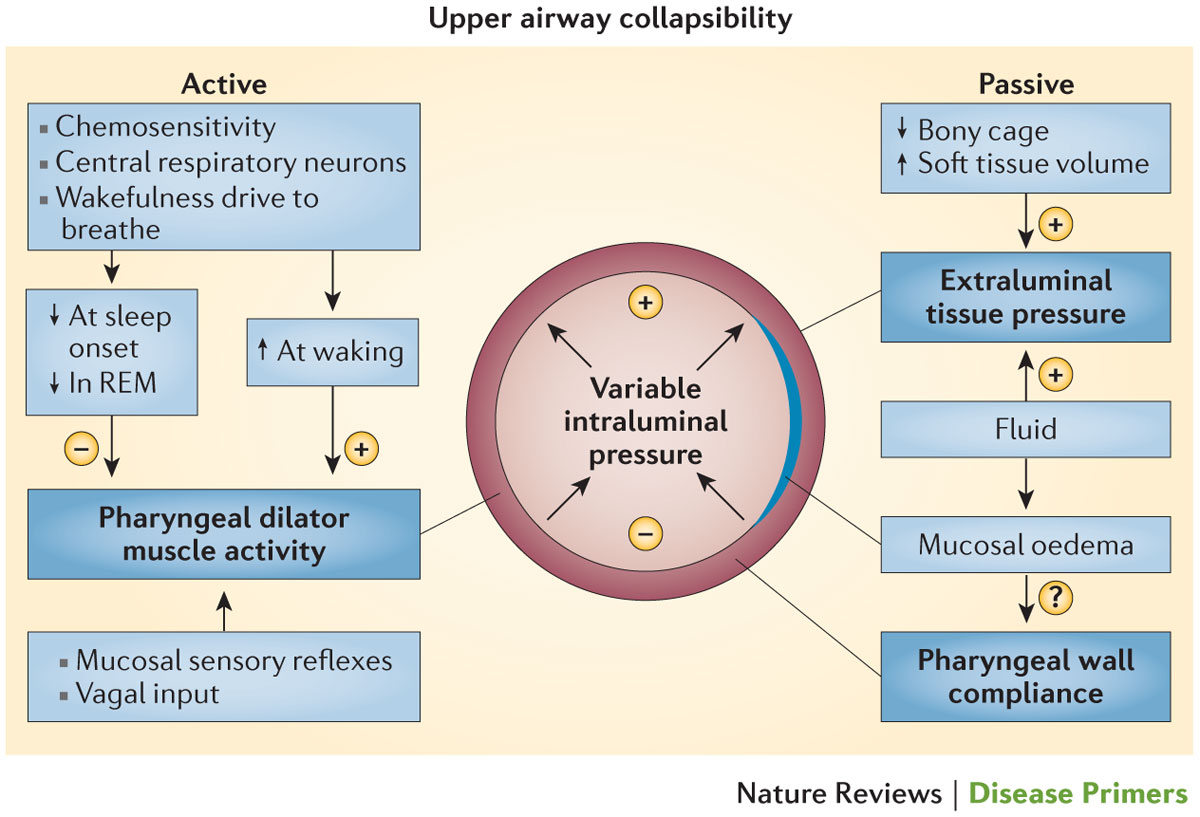 Upper airway collapsibility
Active
▪ Chemosensitivity
▪ Central respiratory neurons
▪ Wakefulness drive to
breathe
↓ At sleep
onset
↓ In REM
↑ At waking
−
+
Pharyngeal dilator
muscle activity
▪ Mucosal sensory reflexes
▪ Vagal input
+
Variable
intraluminal
pressure
−
Passive
↓ Bony cage
↑ Soft tissue volume
+
Extraluminal
tissue pressure
+
Fluid
Mucosal oedema
?
Pharyngeal wall
compliance
Nature Reviews | Disease Primers